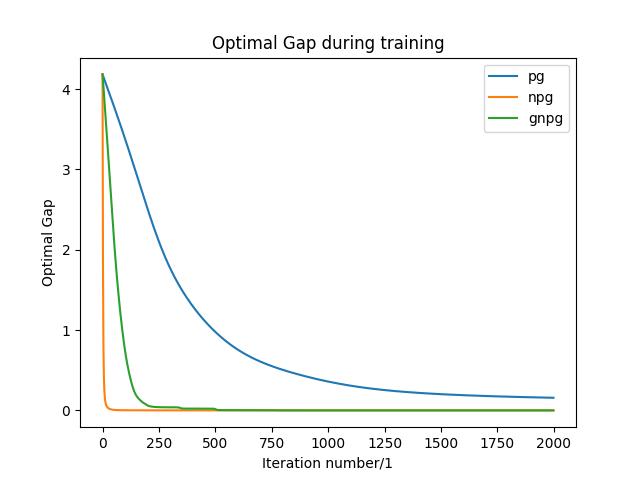 Optimal Gap during training
pg
npg
gnpg
Optimal Gap
4
3
2
1
0
0 250 500 750 1000 1250 1500 1750 2000
Iteration number/1